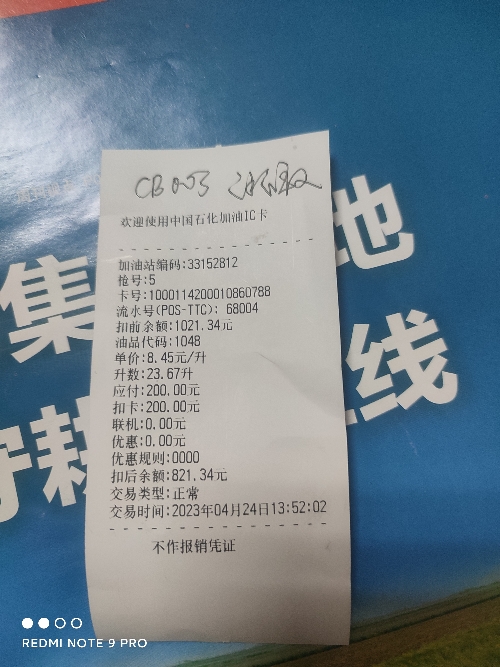 CB003
欢迎使用中国石化加油IC卡
加油站编码:33152812
枪号:5
卡号:1000114200010860788
流水号(POS-TTC): 68004
扣前余额:1021.34元
油品代码:1048
单价:8.45元/升
升数:23.67升
应付:200.00元
扣卡:200.00元
联机:0.00元
优惠:0.00元
优惠规则:0000
扣后余额:821.34元
交易类型:正常
交易时间:2023年04月24日13:52:02
不作报销凭证
集
地
守耕
线
REDMI NOTE 9 PRO